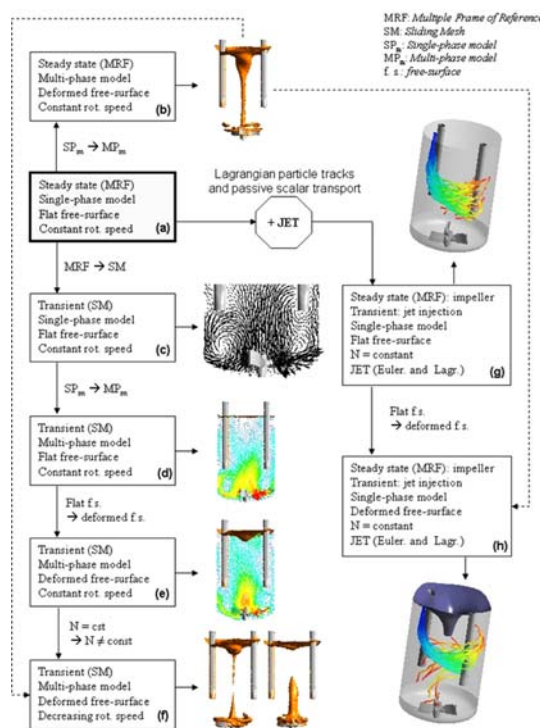 MRF: Multiple Frame of Reference
SM: Sliding Mesh
SPm: Single-phase model
MPm: Multi-phase model
f. s.: free-surface
Steady state (MRF)
Multi-phase model
Deformed free-surface
Constant rot. speed
(b)
SPm → MPm
Steady state (MRF)
Single-phase model
Flat free-surface
Constant rot. speed
(a)
Lagrangian particle tracks
and passive scalar transport
+ JET
MRF → SM
Transient (SM)
Single-phase model
Flat free-surface
Constant rot. speed
(c)
SPm → MPm
Transient (SM)
Multi-phase model
Flat free-surface
Constant rot. speed
(d)
Flat f.s.
→ deformed f.s.
Transient (SM)
Multi-phase model
Deformed free-surface
Constant rot. speed
(e)
N = cst
→ N ≠ const
Transient (SM)
Multi-phase model
Deformed free-surface
Decreasing rot. speed
(f)
Steady state (MRF): impeller
Transient: jet injection
Single-phase model
Flat free-surface
N = constant
JET (Euler. and Lagr.)
(g)
Flat f.s.
→ deformed f.s.
Steady state (MRF): impeller
Transient: jet injection
Single-phase model
Deformed free-surface
N = constant
JET (Euler. and Lagr.)
(h)